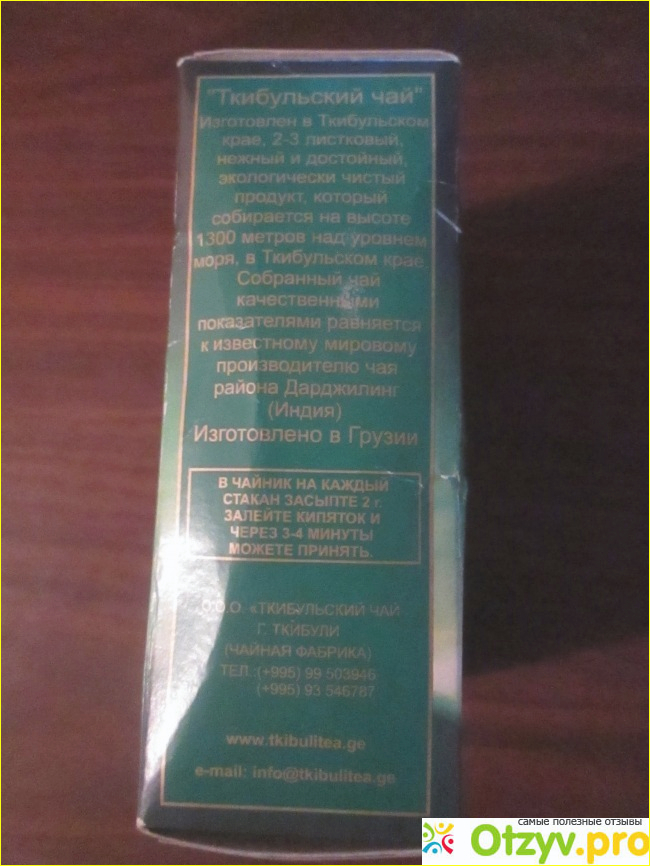 "Ткибульский чай"
Изготовлен в Ткибульском
крае, 2-3 листковый,
нежный и достойный,
экологически чистый
продукт, который
собирается на высоте
1300 метров над уровнем
моря, в Ткибульском крае,
Собранный чай
качественными
показателями равняется
к известному мировому
производителю чая
района Дарджилинг
(Индия)
Изготовлено в Грузии
В ЧАЙНИК НА КАЖДЫЙ
СТАКАН ЗАСЫПТЕ 2 г.
ЗАЛЕЙТЕ КИПЯТОК И
ЧЕРЕЗ 3-4 МИНУТЫ
МОЖЕТЕ ПРИНЯТЬ.
О.О.О. «ТКИБУЛЬСКИЙ ЧАЙ
Г. ТКИБУЛИ
(ЧАЙНАЯ ФАБРИКА)
ТЕЛ.:(+995) 99 503946
(+995) 93 546787
www.tkibulitea.ge
e-mail: info@tkibulitea.ge
самые полезные отзывы
Otzyv.pro